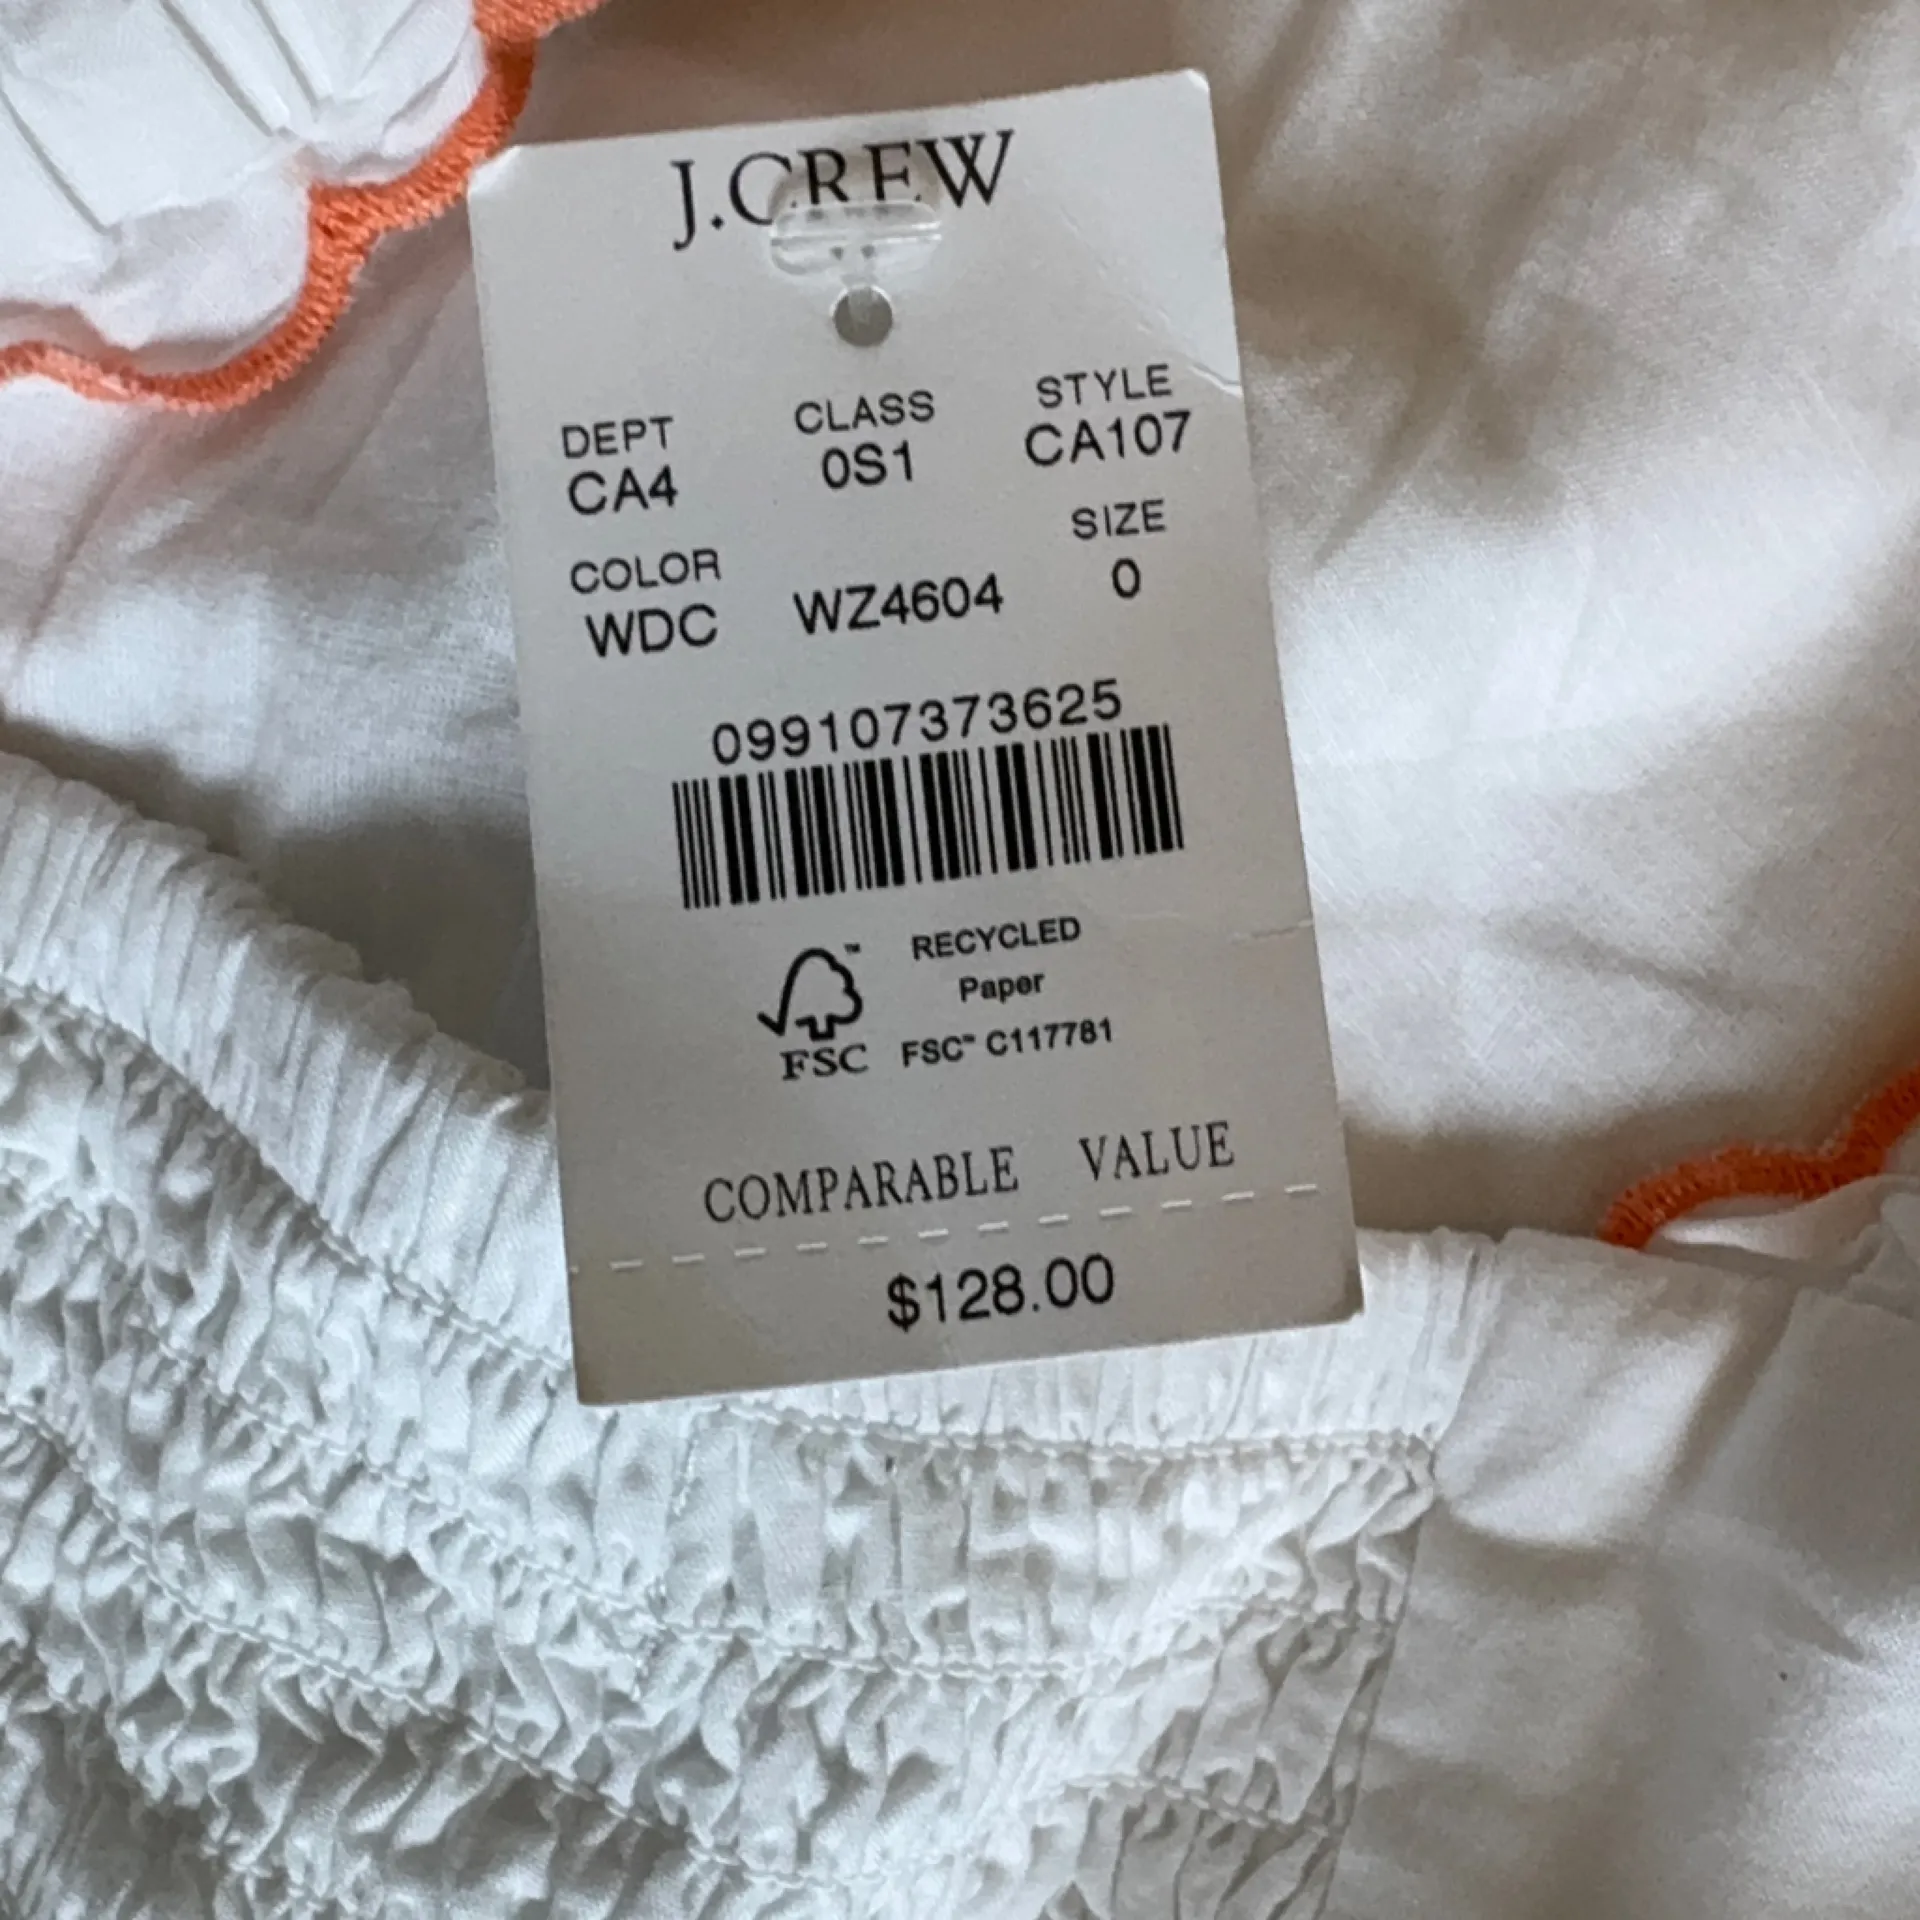 J.CREW
DEPT CLASS STYLE
CA4 0S1 CA107
COLOR SIZE
WDC WZ4604 0
099107373625
RECYCLED
Paper
FSC™ C117781
™
FSC
COMPARABLE VALUE
$128.00